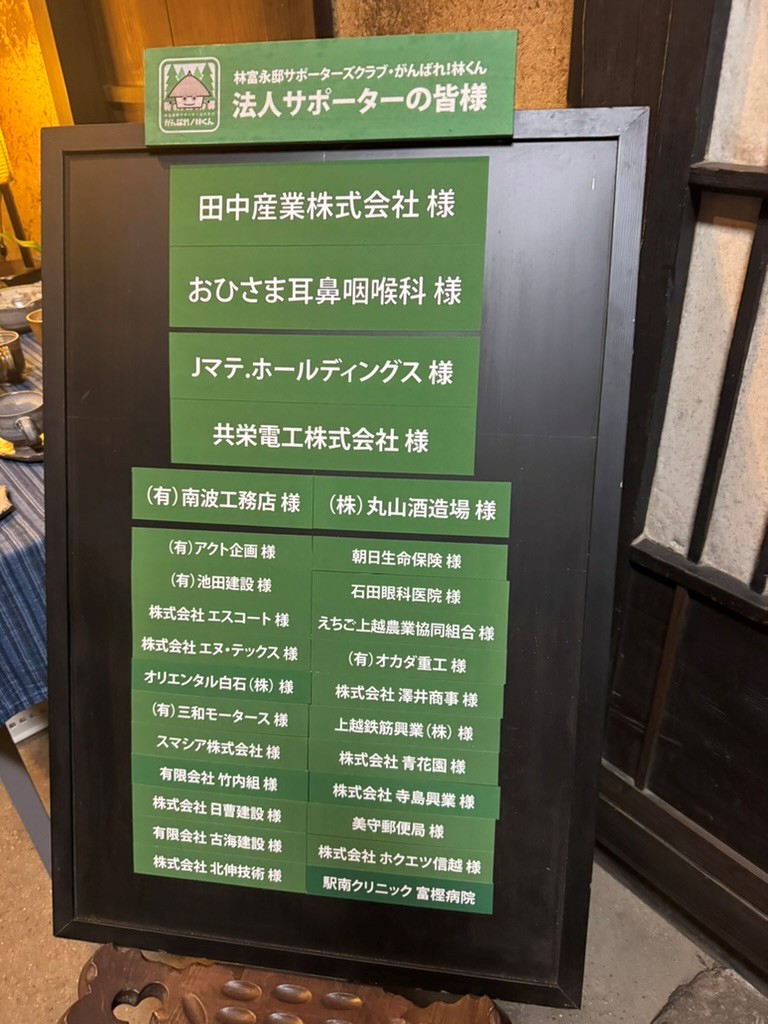 林富永邸サポーターズクラブ・がんばれ!林くん
法人サポーターの皆様
がんばれ!林くん
田中産業株式会社 様
おひさま耳鼻咽喉科 様
Jマテ.ホールディングス 様
共栄電工株式会社 様
(有)南波工務店 様
(株)丸山酒造場 様
(有)アクト企画 様
朝日生命保険 様
(有)池田建設 様
石田眼科医院 様
株式会社 エスコート 様
えちご上越農業協同組合 様
株式会社 エヌ・テックス 様
(有)オカダ重工 様
オリエンタル白石(株) 様
株式会社 澤井商事 様
(有)三和モータース 様
上越鉄筋興業(株) 様
スマシア株式会社 様
株式会社 青花園 様
有限会社 竹内組 様
株式会社 寺島興業 様
株式会社 日曹建設 様
美守郵便局 様
有限会社 古海建設 様
株式会社 ホクエツ信越 様
株式会社 北伸技術 様
駅南クリニック 富樫病院